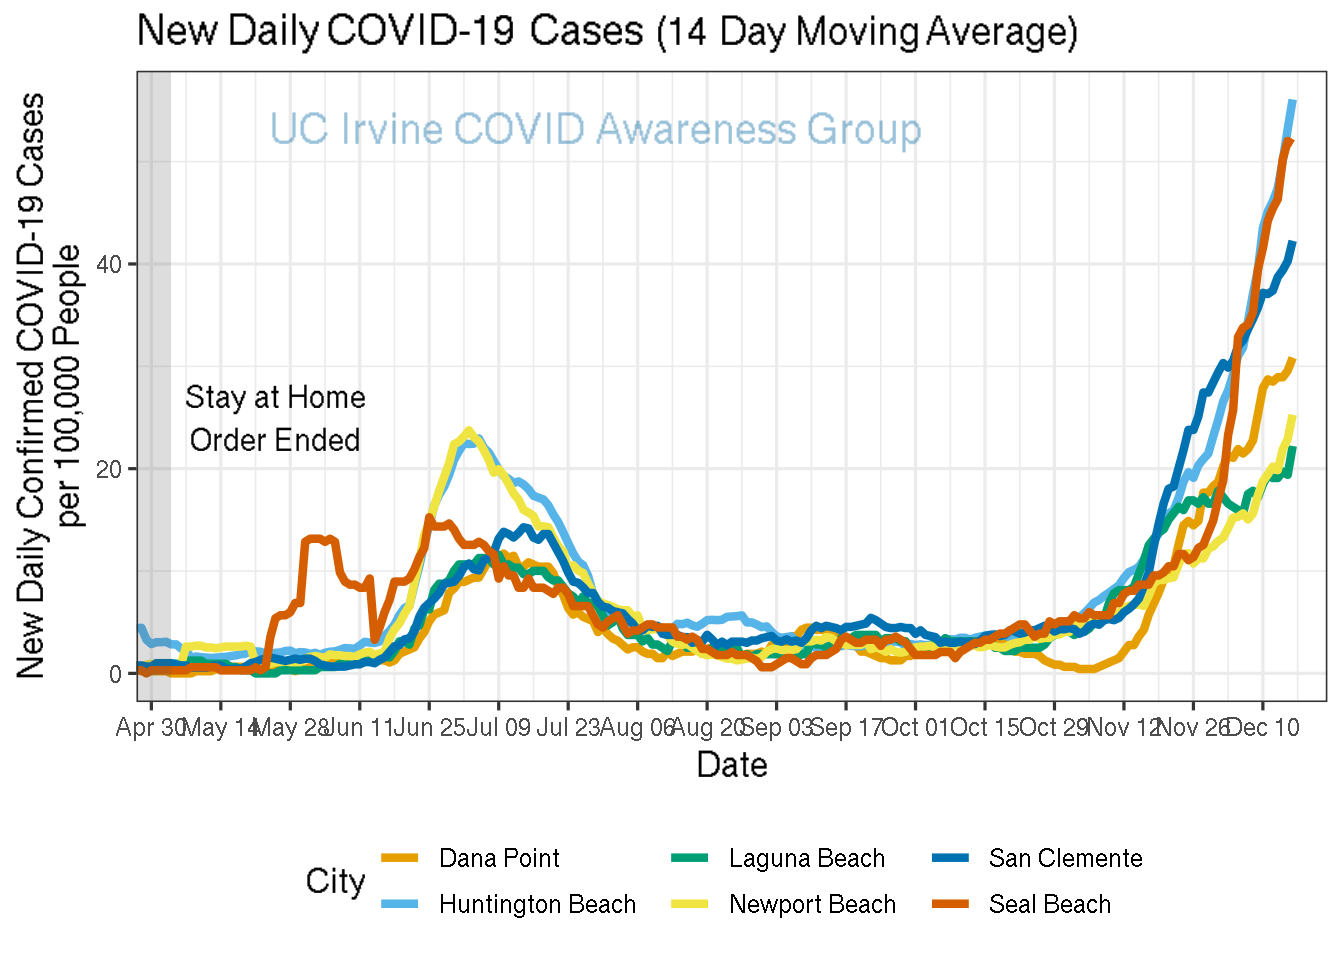 New Daily COVID-19 Cases (14 Day Moving Average)
UC Irvine COVID Awareness Group
New Daily Confirmed COVID-19 Cases
per 100,000 People
40
20
0
Stay at Home
Order Ended
Apr 30 May 14 May 28 Jun 11 Jun 25 Jul 09 Jul 23 Aug 06 Aug 20 Sep 03 Sep 17 Oct 01 Oct 15 Oct 29 Nov 12 Nov 26 Dec 10
Date
City
Dana Point Laguna Beach San Clemente
Huntington Beach Newport Beach Seal Beach